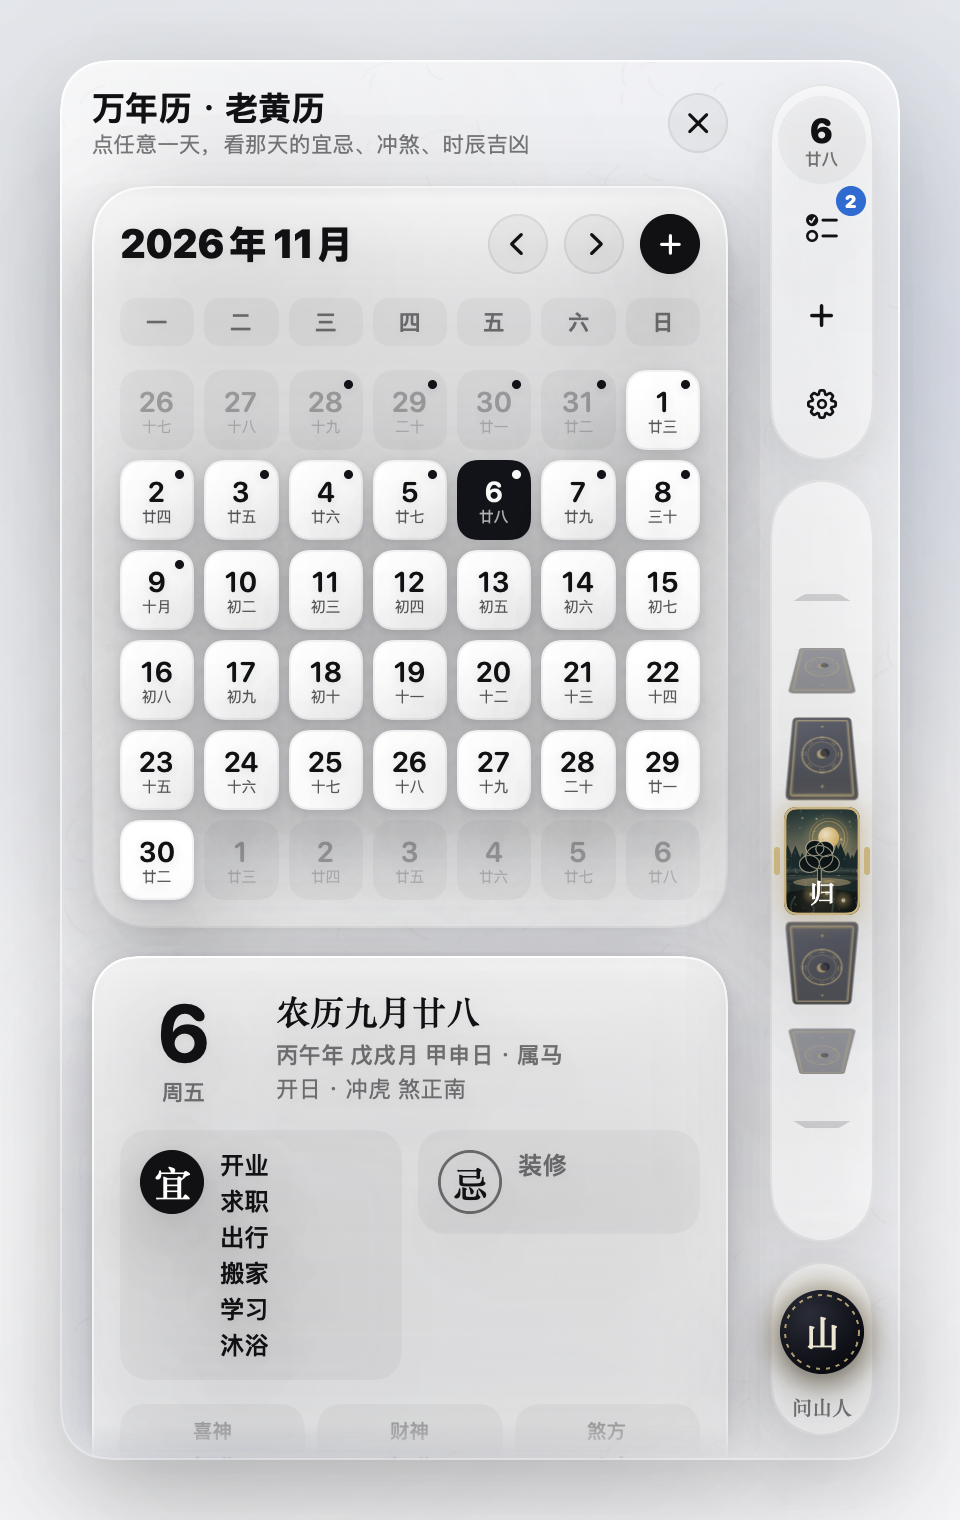 万年历 · 老黄历
点任意一天，看那天的宜忌、冲煞、时辰吉凶
2026年 11月
一 二 三 四 五 六 日
26 27 28 29 30 31 1
十七 十八 十九 二十 廿一 廿二 廿三
2 3 4 5 6 7 8
廿四 廿五 廿六 廿七 廿八 廿九 三十
9 10 11 12 13 14 15
十月 初二 初三 初四 初五 初六 初七
16 17 18 19 20 21 22
初八 初九 初十 十一 十二 十三 十四
23 24 25 26 27 28 29
十五 十六 十七 十八 十九 二十 廿一
30 1 2 3 4 5 6
廿二 廿三 廿四 廿五 廿六 廿七 廿八
6
周五
农历九月廿八
丙午年 戊戌月 甲申日 · 属马
开日 · 冲虎 煞正南
宜
开业
求职
出行
搬家
学习
沐浴
忌
装修
喜神 财神 煞方
6
廿八
2
归
山
问山人